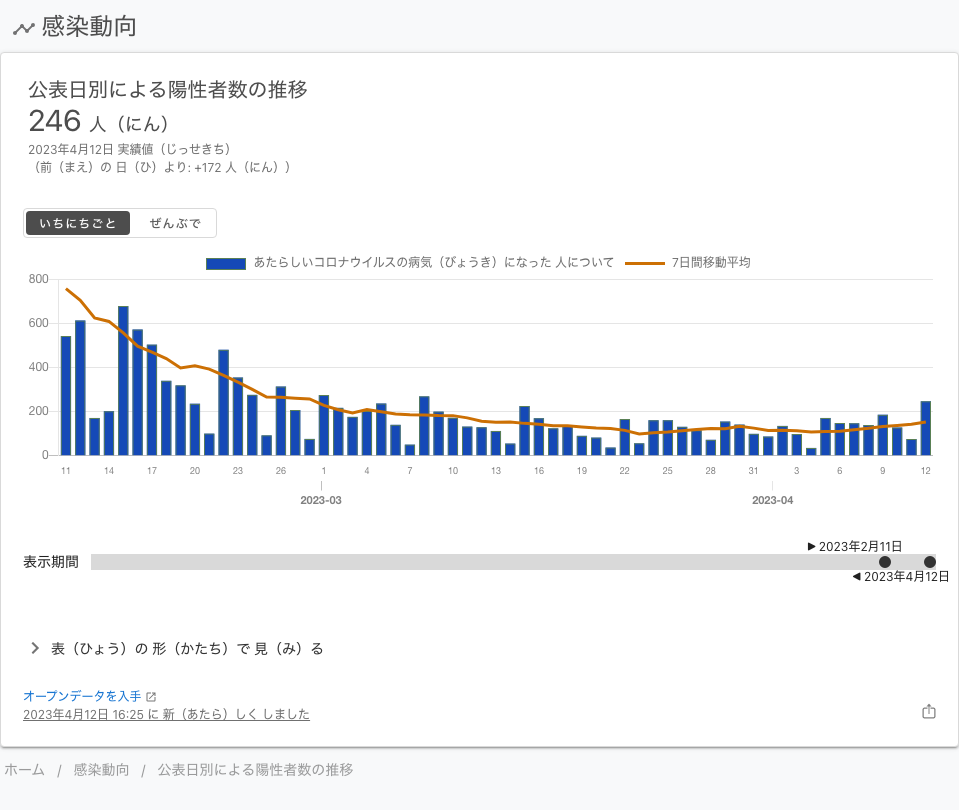 感染動向
公表日別による陽性者数の推移
246 人（にん）
2023年4月12日 実績値（じっせきち）
（前（まえ）の 日（ひ）より: +172 人（にん））
いちにちごと ぜんぶで
あたらしいコロナウイルスの病気（びょうき）になった 人について 7日間移動平均
800
600
400
200
0
11 14 17 20 23 26 1 4 7 10 13 16 19 22 25 28 31 3 6 9 12
2023-03 2023-04
▶ 2023年2月11日
表示期間
◀ 2023年4月12日
表（ひょう）の 形（かたち）で 見（み）る
オープンデータを入手
2023年4月12日 16:25 に 新（あたら）しく しました
ホーム / 感染動向 / 公表日別による陽性者数の推移